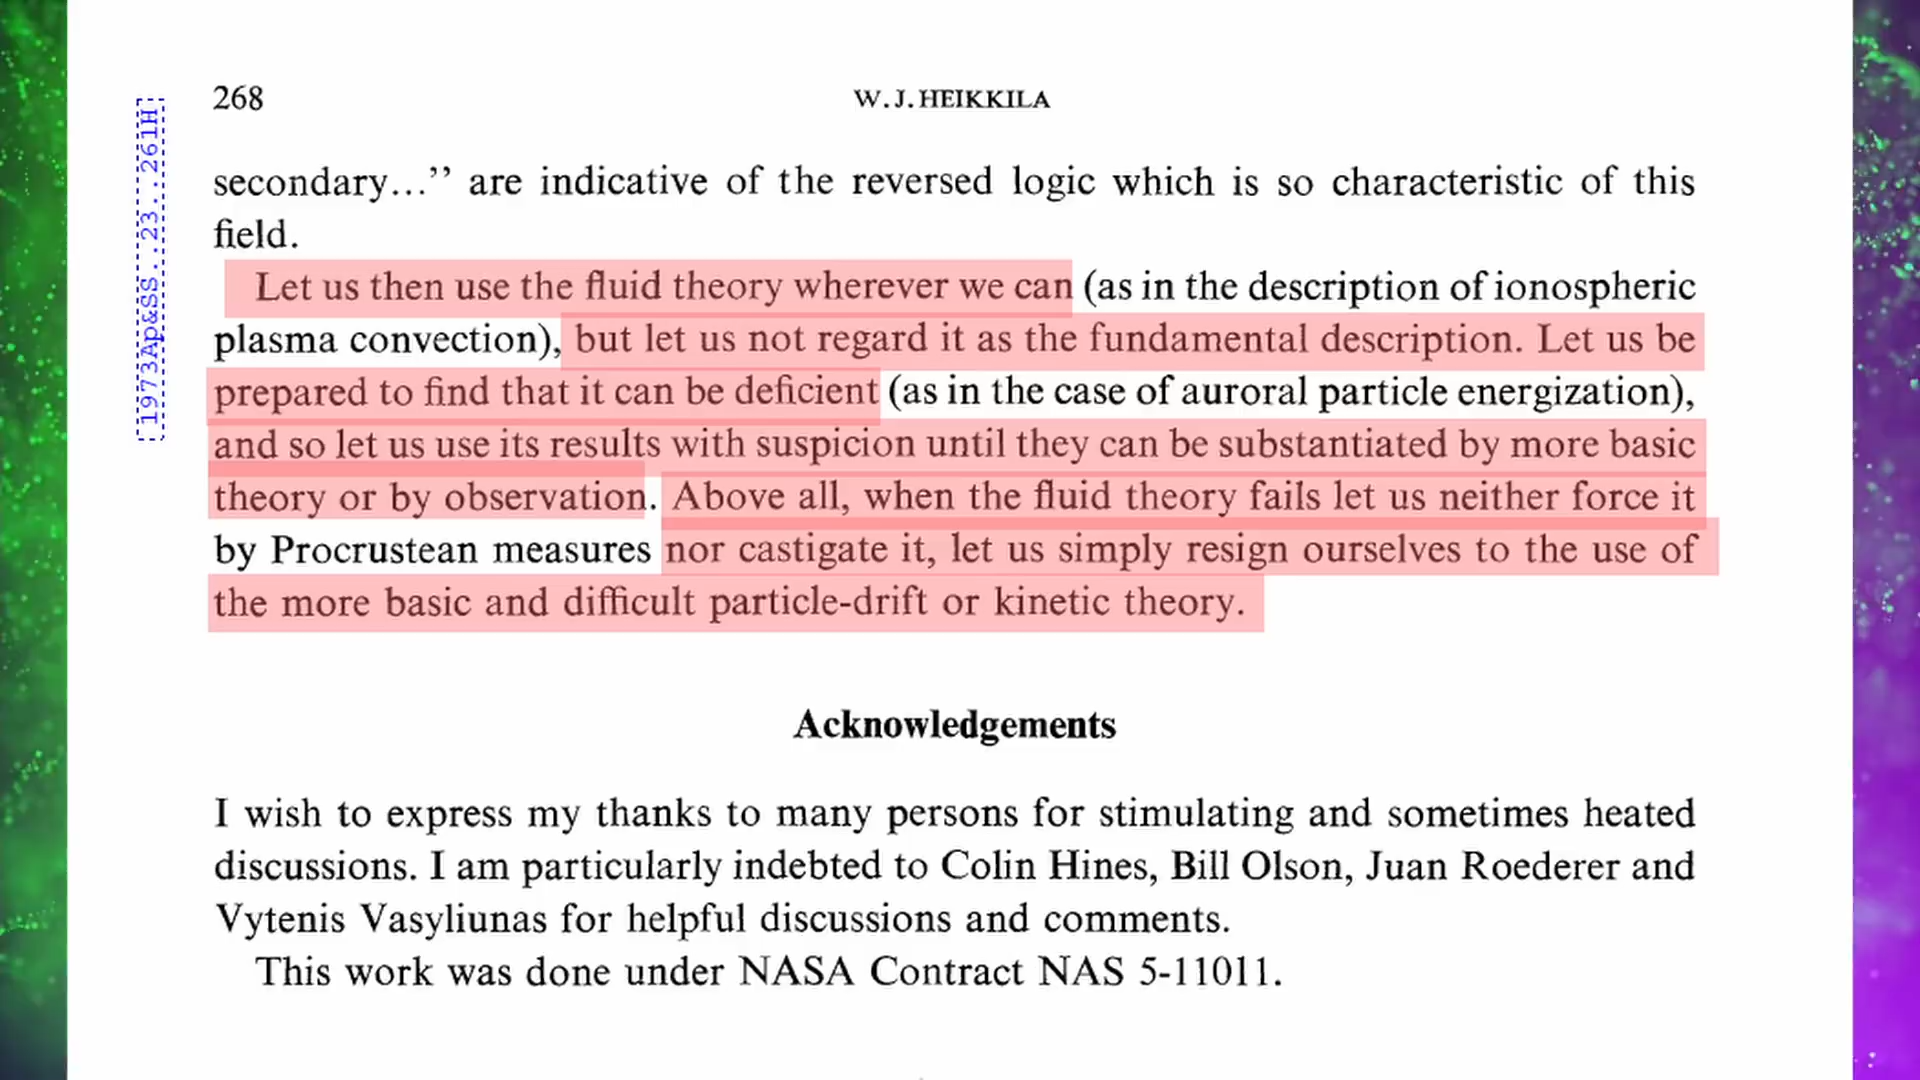 268
W. J. HEIKKILA
1973Ap&SS..23..261H
secondary...” are indicative of the reversed logic which is so characteristic of this
field.
Let us then use the fluid theory wherever we can (as in the description of ionospheric
plasma convection), but let us not regard it as the fundamental description. Let us be
prepared to find that it can be deficient (as in the case of auroral particle energization),
and so let us use its results with suspicion until they can be substantiated by more basic
theory or by observation. Above all, when the fluid theory fails let us neither force it
by Procrustean measures nor castigate it, let us simply resign ourselves to the use of
the more basic and difficult particle-drift or kinetic theory.
Acknowledgements
I wish to express my thanks to many persons for stimulating and sometimes heated
discussions. I am particularly indebted to Colin Hines, Bill Olson, Juan Roederer and
Vytenis Vasyliunas for helpful discussions and comments.
This work was done under NASA Contract NAS 5-11011.